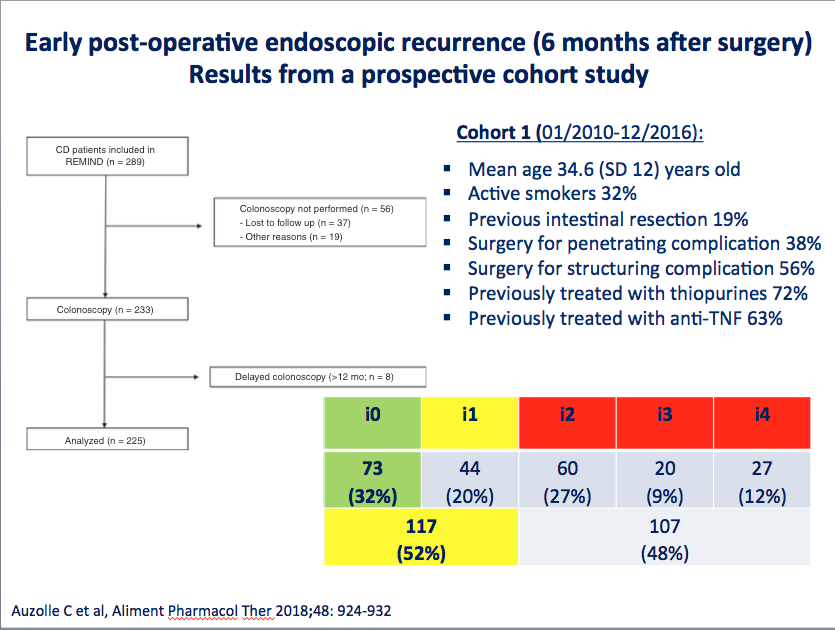 Early post-operative endoscopic recurrence (6 months after surgery)
Results from a prospective cohort study
CD patients included in
REMIND (n = 289)
Colonoscopy not performed (n = 56)
- Lost to follow up (n = 37)
- Other reasons (n = 19)
Colonoscopy (n = 233)
Delayed colonoscopy (>12 mo; n = 8)
Analyzed (n = 225)
Cohort 1 (01/2010-12/2016):
▪ Mean age 34.6 (SD 12) years old
▪ Active smokers 32%
▪ Previous intestinal resection 19%
▪ Surgery for penetrating complication 38%
▪ Surgery for structuring complication 56%
▪ Previously treated with thiopurines 72%
▪ Previously treated with anti-TNF 63%
i0 i1 i2 i3 i4
73 44 60 20 27
(32%) (20%) (27%) (9%) (12%)
117 107
(52%) (48%)
Auzolle C et al, Aliment Pharmacol Ther 2018;48: 924-932